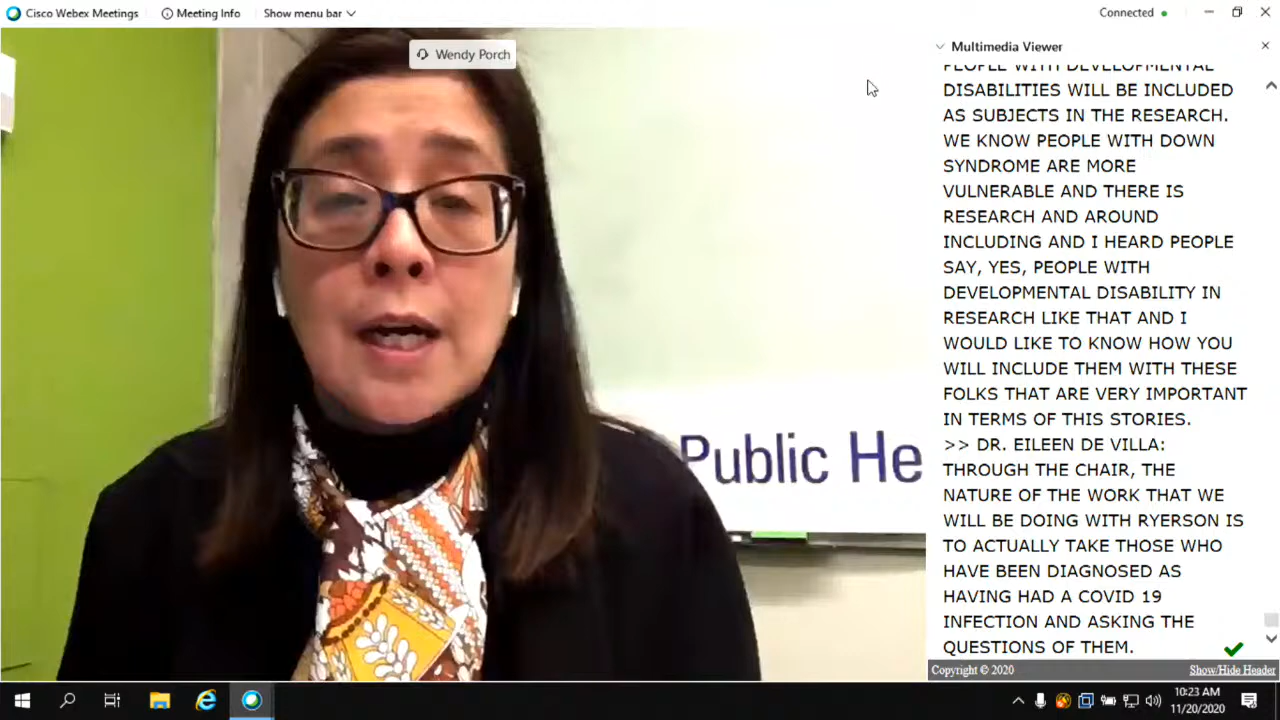 Cisco Webex Meetings
Meeting Info
Show menu bar
Connected
Wendy Porch
Multimedia Viewer
PEOPLE WITH DEVELOPMENTAL
DISABILITIES WILL BE INCLUDED
AS SUBJECTS IN THE RESEARCH.
WE KNOW PEOPLE WITH DOWN
SYNDROME ARE MORE
VULNERABLE AND THERE IS
RESEARCH AND AROUND
INCLUDING AND I HEARD PEOPLE
SAY, YES, PEOPLE WITH
DEVELOPMENTAL DISABILITY IN
RESEARCH LIKE THAT AND I
WOULD LIKE TO KNOW HOW YOU
WILL INCLUDE THEM WITH THESE
FOLKS THAT ARE VERY IMPORTANT
IN TERMS OF THIS STORIES.
>> DR. EILEEN DE VILLA:
THROUGH THE CHAIR, THE
NATURE OF THE WORK THAT WE
WILL BE DOING WITH RYERSON IS
TO ACTUALLY TAKE THOSE WHO
HAVE BEEN DIAGNOSED AS
HAVING HAD A COVID 19
INFECTION AND ASKING THE
QUESTIONS OF THEM.
Public He
Copyright © 2020
Show/Hide Header
10:23 AM
11/20/2020